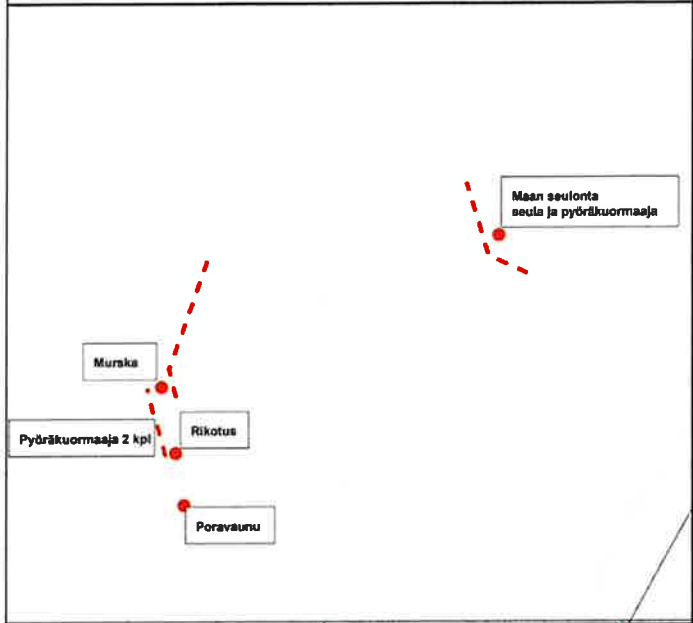 Maan seulonta
seula ja pyöräkuormaaja
Murska
Rikotus
Pyöräkuormaaja 2 kpl
Poravaunu